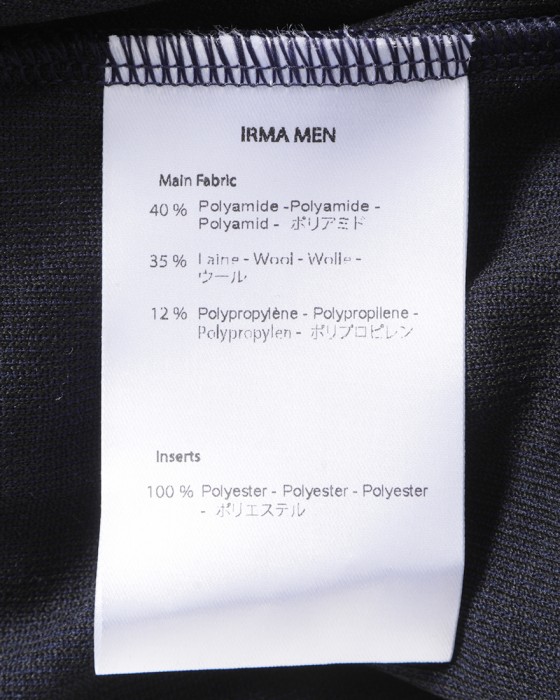 IRMA MEN
Main Fabric
40 % Polyamide -Polyamide -
Polyamid - ポリアミド
35 % Laine - Wool - Wolle -
ウール
12 % Polypropylène - Polypropilene -
Polypropylen - ポリプロピレン
Inserts
100 % Polyester - Polyester - Polyester
- ポリエステル